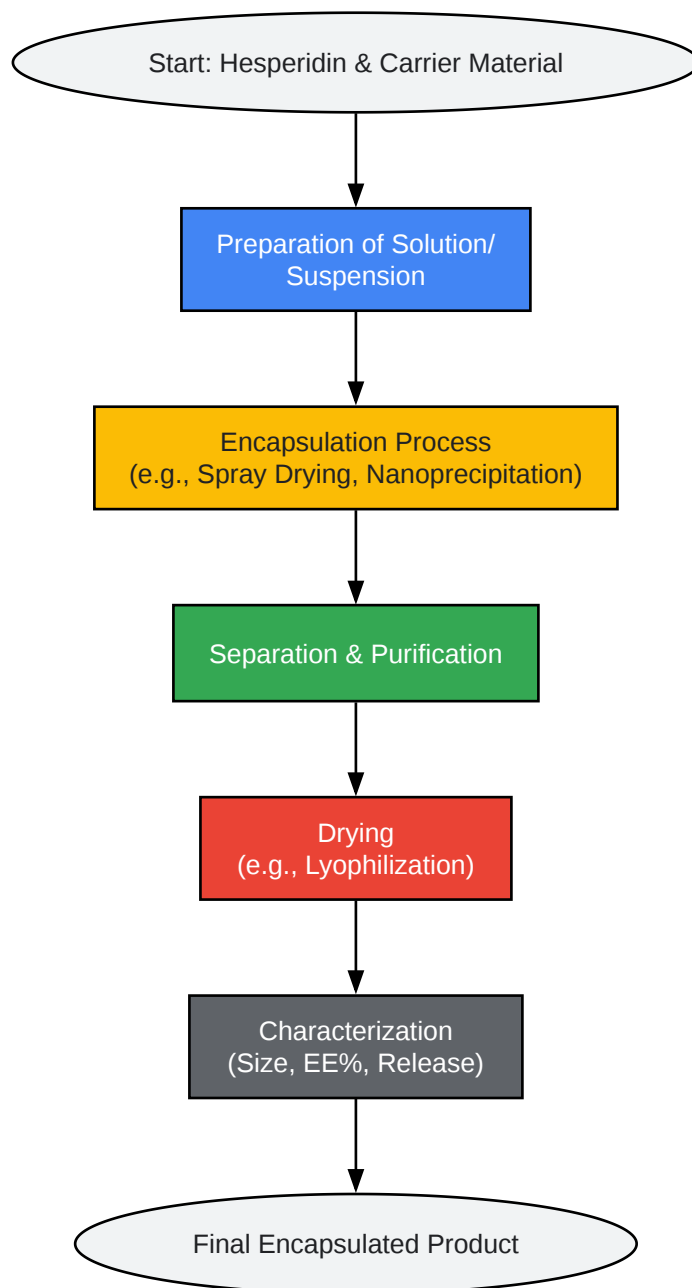 Start: Hesperidin & Carrier Material
Preparation of Solution/
Suspension
Encapsulation Process
(e.g., Spray Drying, Nanoprecipitation)
Separation & Purification
Drying
(e.g., Lyophilization)
Characterization
(Size, EE%, Release)
Final Encapsulated Product